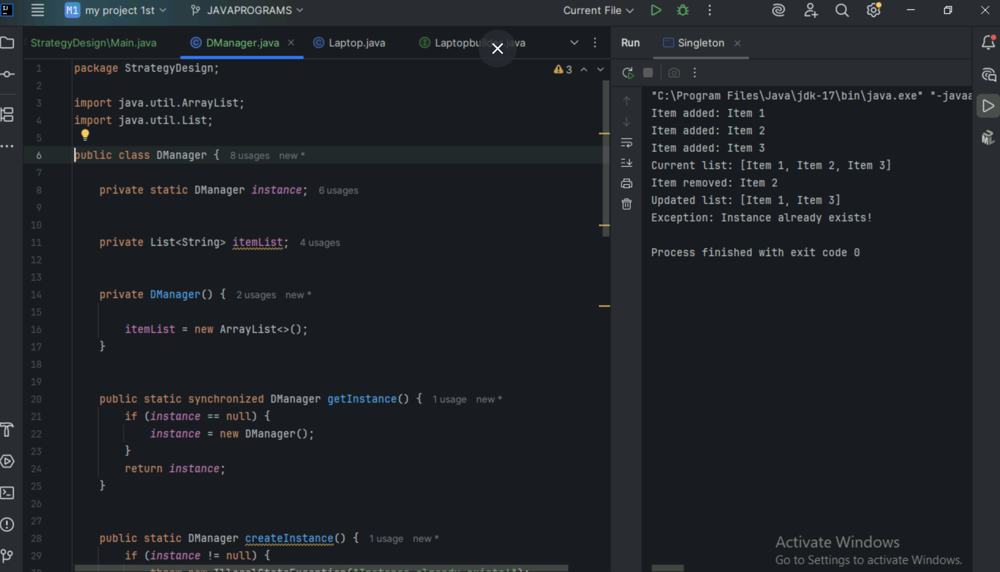 M1 my project 1st JAVAPROGRAMS Current File
StrategyDesign\Main.java DManager.java Laptop.java Laptopbuilder.java Run Singleton
3
1 package StrategyDesign;
2
3 import java.util.ArrayList;
4 import java.util.List;
5
6 public class DManager { 8 usages new *
7
8 private static DManager instance; 6 usages
9
10
11 private List<String> itemList; 4 usages
12
13
14 private DManager() { 2 usages new *
15
16 itemList = new ArrayList<>();
17 }
18
19
20 public static synchronized DManager getInstance() { 1 usage new *
21 if (instance == null) {
22 instance = new DManager();
23 }
24 return instance;
25 }
26
27
28 public static DManager createInstance() { 1 usage new *
29 if (instance != null) {
30 throw new IllegalStateException("Instance already exists!");
"C:\Program Files\Java\jdk-17\bin\java.exe" "-javaa
Item added: Item 1
Item added: Item 2
Item added: Item 3
Current list: [Item 1, Item 2, Item 3]
Item removed: Item 2
Updated list: [Item 1, Item 3]
Exception: Instance already exists!
Process finished with exit code 0
Activate Windows
Go to Settings to activate Windows.